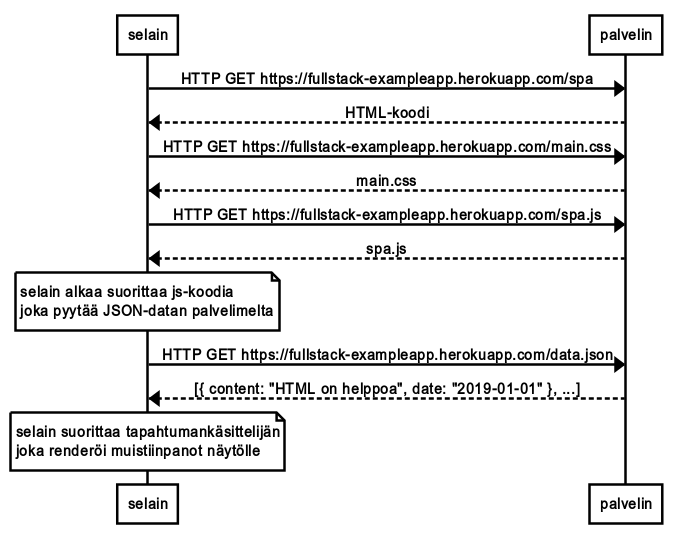 selain
palvelin
HTTP GET https://fullstack-exampleapp.herokuapp.com/spa
HTML-koodi
HTTP GET https://fullstack-exampleapp.herokuapp.com/main.css
main.css
HTTP GET https://fullstack-exampleapp.herokuapp.com/spa.js
spa.js
selain alkaa suorittaa js-koodia
joka pyytää JSON-datan palvelimelta
HTTP GET https://fullstack-exampleapp.herokuapp.com/data.json
[{ content: "HTML on helppoa", date: "2019-01-01" }, ...]
selain suorittaa tapahtumankäsittelijän
joka renderöi muistiinpanot näytölle
selain
palvelin